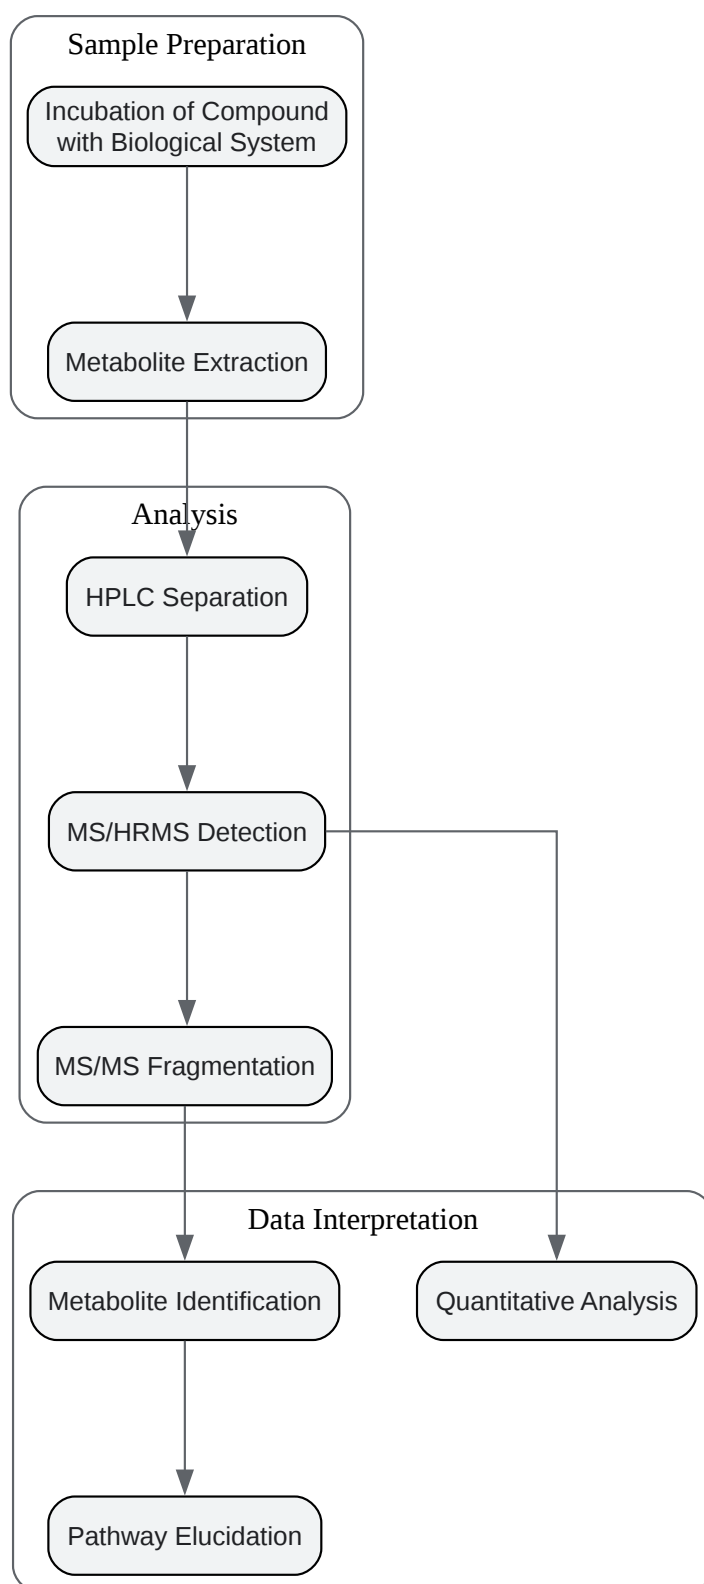 Sample Preparation
Incubation of Compound
with Biological System
Metabolite Extraction
Analysis
HPLC Separation
MS/HRMS Detection
MS/MS Fragmentation
Data Interpretation
Metabolite Identification
Quantitative Analysis
Pathway Elucidation